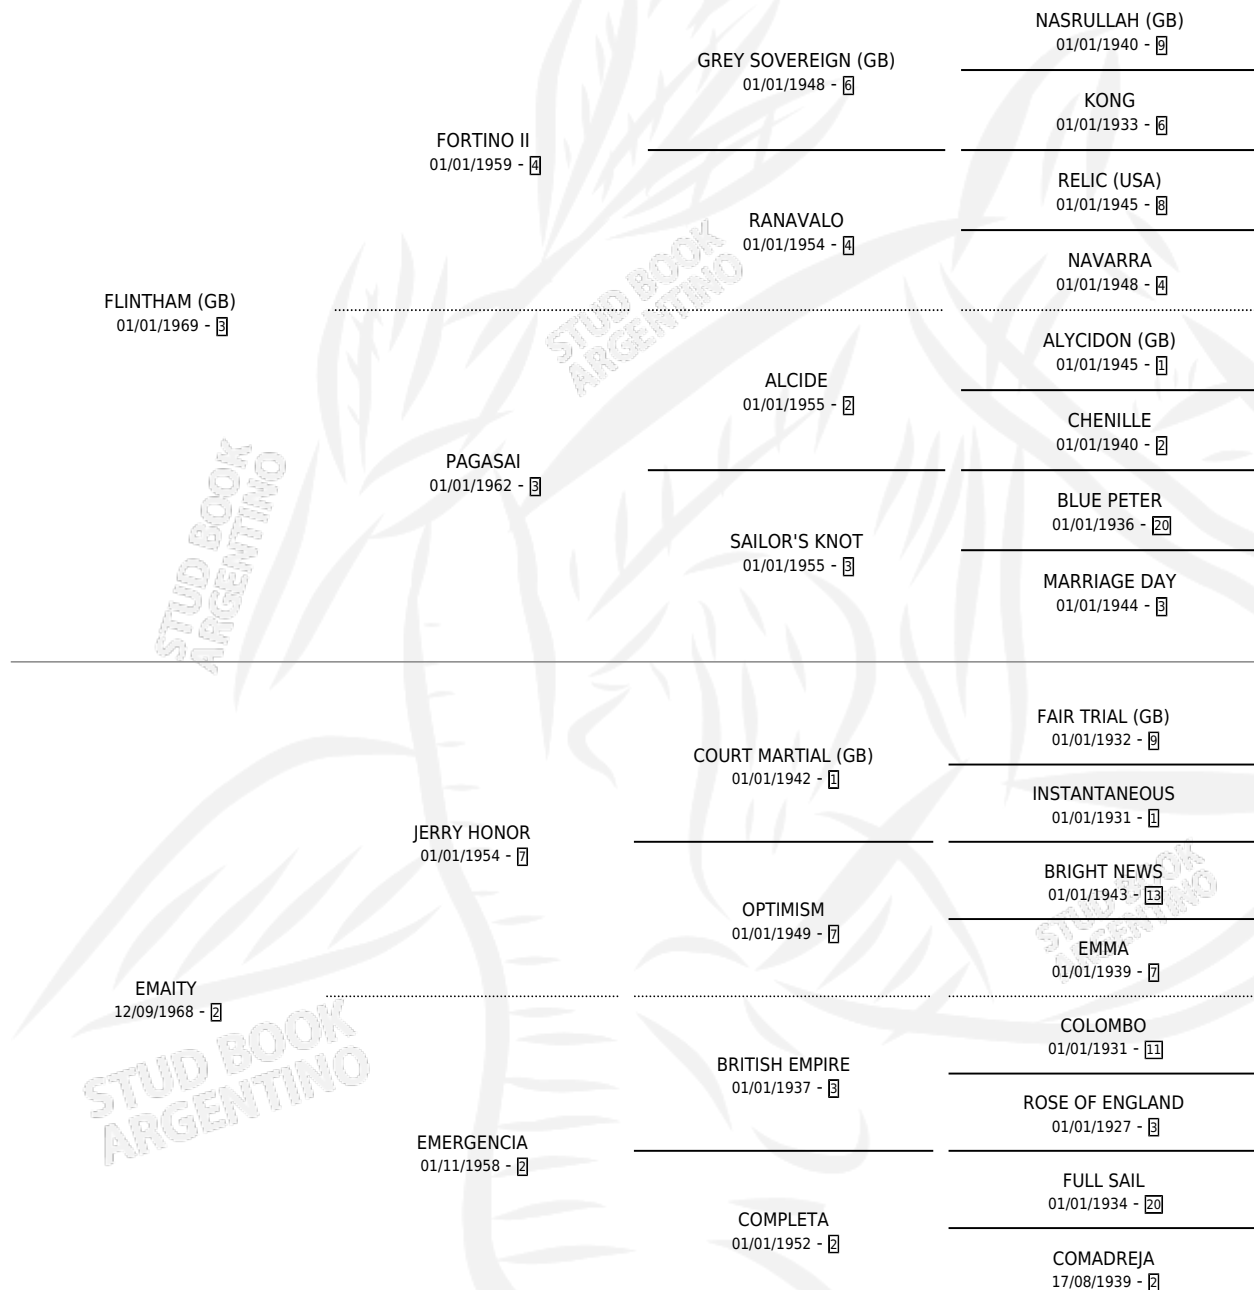 NASRULLAH (GB)
01/01/1940 - 9
GREY SOVEREIGN (GB)
01/01/1948 - 6
KONG
01/01/1933 - 6
FORTINO II
01/01/1959 - 4
RELIC (USA)
01/01/1945 - 8
RANAVALO
01/01/1954 - 4
NAVARRA
01/01/1948 - 4
FLINTHAM (GB)
01/01/1969 - 3
ALYCIDON (GB)
01/01/1945 - 1
ALCIDE
01/01/1955 - 2
CHENILLE
01/01/1940 - 2
PAGASAI
01/01/1962 - 3
BLUE PETER
01/01/1936 - 20
SAILOR'S KNOT
01/01/1955 - 3
MARRIAGE DAY
01/01/1944 - 3
FAIR TRIAL (GB)
01/01/1932 - 9
COURT MARTIAL (GB)
01/01/1942 - 1
INSTANTANEOUS
01/01/1931 - 1
JERRY HONOR
01/01/1954 - 7
BRIGHT NEWS
01/01/1943 - 13
OPTIMISM
01/01/1949 - 7
EMMA
01/01/1939 - 7
EMAITY
12/09/1968 - 2
COLOMBO
01/01/1931 - 11
BRITISH EMPIRE
01/01/1937 - 3
ROSE OF ENGLAND
01/01/1927 - 3
EMERGENCIA
01/11/1958 - 2
FULL SAIL
01/01/1934 - 20
COMPLETA
01/01/1952 - 2
COMADREJA
17/08/1939 - 2
STUD BOOK
ARGENTINO
STUD BOOK
ARGENTINO
STUD BOOK
ARGENTINO
STUD BOOK
ARGENTINO